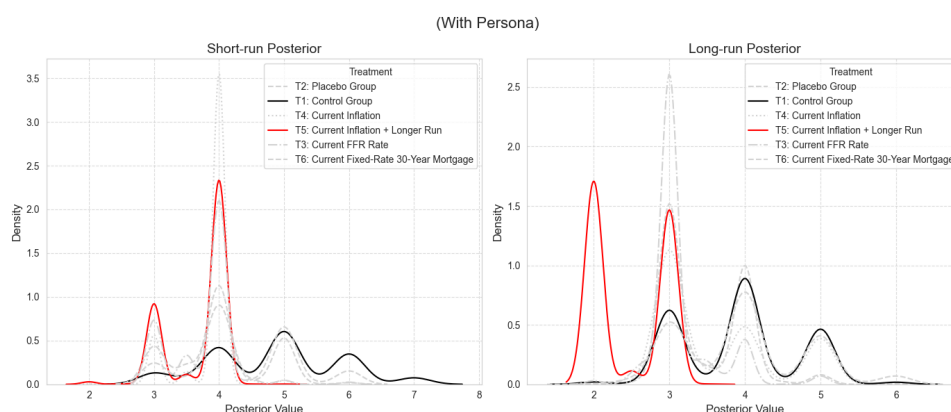 (With Persona)
Short-run Posterior
3.5
3.0
2.5
2.0
1.5
1.0
0.5
0.0
Density
2 3 4 5 6 7 8
Posterior Value
Treatment
T2: Placebo Group
T1: Control Group
T4: Current Inflation
T5: Current Inflation + Longer Run
T3: Current FFR Rate
T6: Current Fixed-Rate 30-Year Mortgage
Long-run Posterior
2.5
2.0
1.5
1.0
0.5
0.0
Density
2 3 4 5 6
Posterior Value
Treatment
T2: Placebo Group
T1: Control Group
T4: Current Inflation
T5: Current Inflation + Longer Run
T3: Current FFR Rate
T6: Current Fixed-Rate 30-Year Mortgage